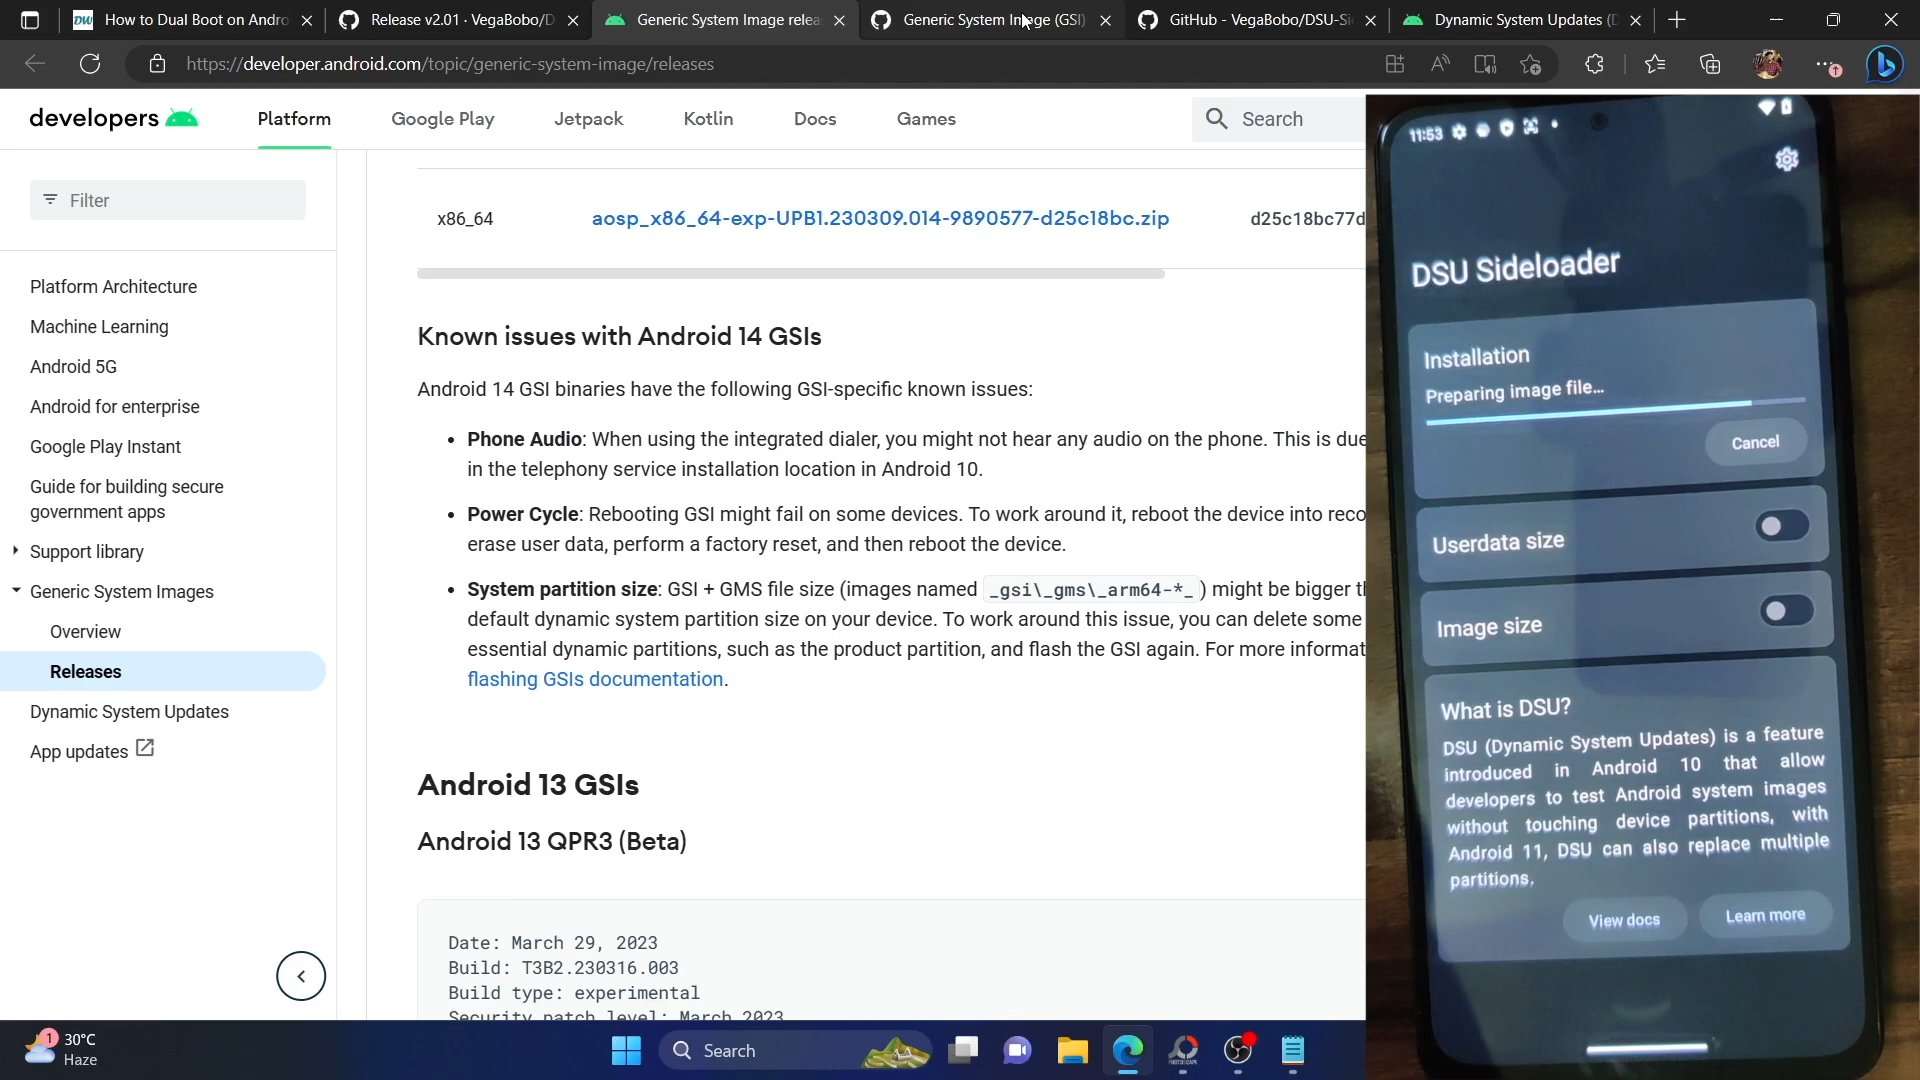 How to Dual Boot on Andro
Release v2.01 · VegaBobo/D
Generic System Image relea
Generic System Image (GSI)
GitHub - VegaBobo/DSU-Si
Dynamic System Updates (D
https://developer.android.com/topic/generic-system-image/releases
developers
Platform
Google Play
Jetpack
Kotlin
Docs
Games
Search
Filter
Platform Architecture
Machine Learning
Android 5G
Android for enterprise
Google Play Instant
Guide for building secure
government apps
Support library
Generic System Images
Overview
Releases
Dynamic System Updates
App updates
x86_64
aosp_x86_64-exp-UPB1.230309.014-9890577-d25c18bc.zip
d25c18bc77d
Known issues with Android 14 GSIs
Android 14 GSI binaries have the following GSI-specific known issues:
Phone Audio: When using the integrated dialer, you might not hear any audio on the phone. This is due
in the telephony service installation location in Android 10.
Power Cycle: Rebooting GSI might fail on some devices. To work around it, reboot the device into reco
erase user data, perform a factory reset, and then reboot the device.
System partition size: GSI + GMS file size (images named _gsi\_gms\_arm64-*_ ) might be bigger th
default dynamic system partition size on your device. To work around this issue, you can delete some
essential dynamic partitions, such as the product partition, and flash the GSI again. For more informat
flashing GSIs documentation.
Android 13 GSIs
Android 13 QPR3 (Beta)
Date: March 29, 2023
Build: T3B2.230316.003
Build type: experimental
Security patch level: March 2023
11:53
DSU Sideloader
Installation
Preparing image file...
Cancel
Userdata size
Image size
What is DSU?
DSU (Dynamic System Updates) is a feature
introduced in Android 10 that allow
developers to test Android system images
without touching device partitions, with
Android 11, DSU can also replace multiple
partitions.
View docs
Learn more
1
30°C
Haze
Search